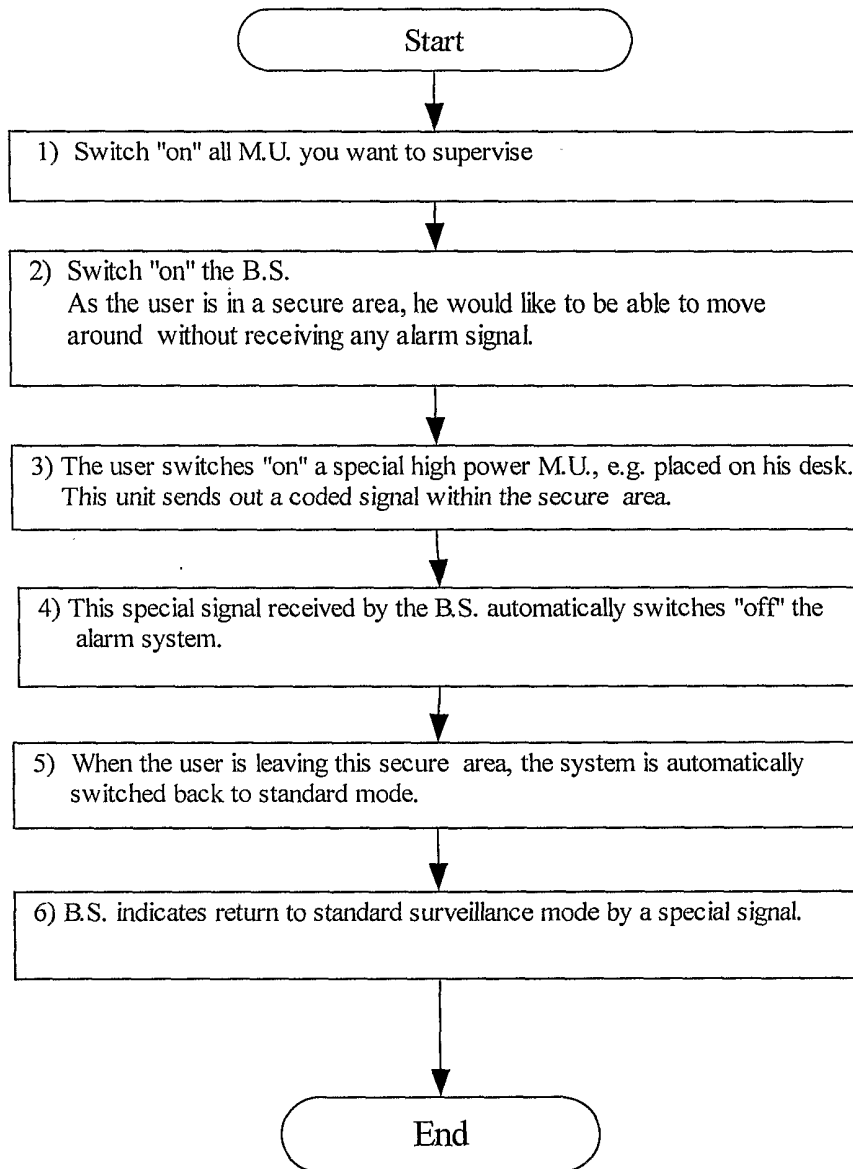 Start
1) Switch "on" all M.U. you want to supervise
2) Switch "on" the B.S.
As the user is in a secure area, he would like to be able to move
around without receiving any alarm signal.
3) The user switches "on" a special high power M.U., e.g. placed on his desk.
This unit sends out a coded signal within the secure area.
4) This special signal received by the B.S. automatically switches "off" the
alarm system.
5) When the user is leaving this secure area, the system is automatically
switched back to standard mode.
6) B.S. indicates return to standard surveillance mode by a special signal.
End